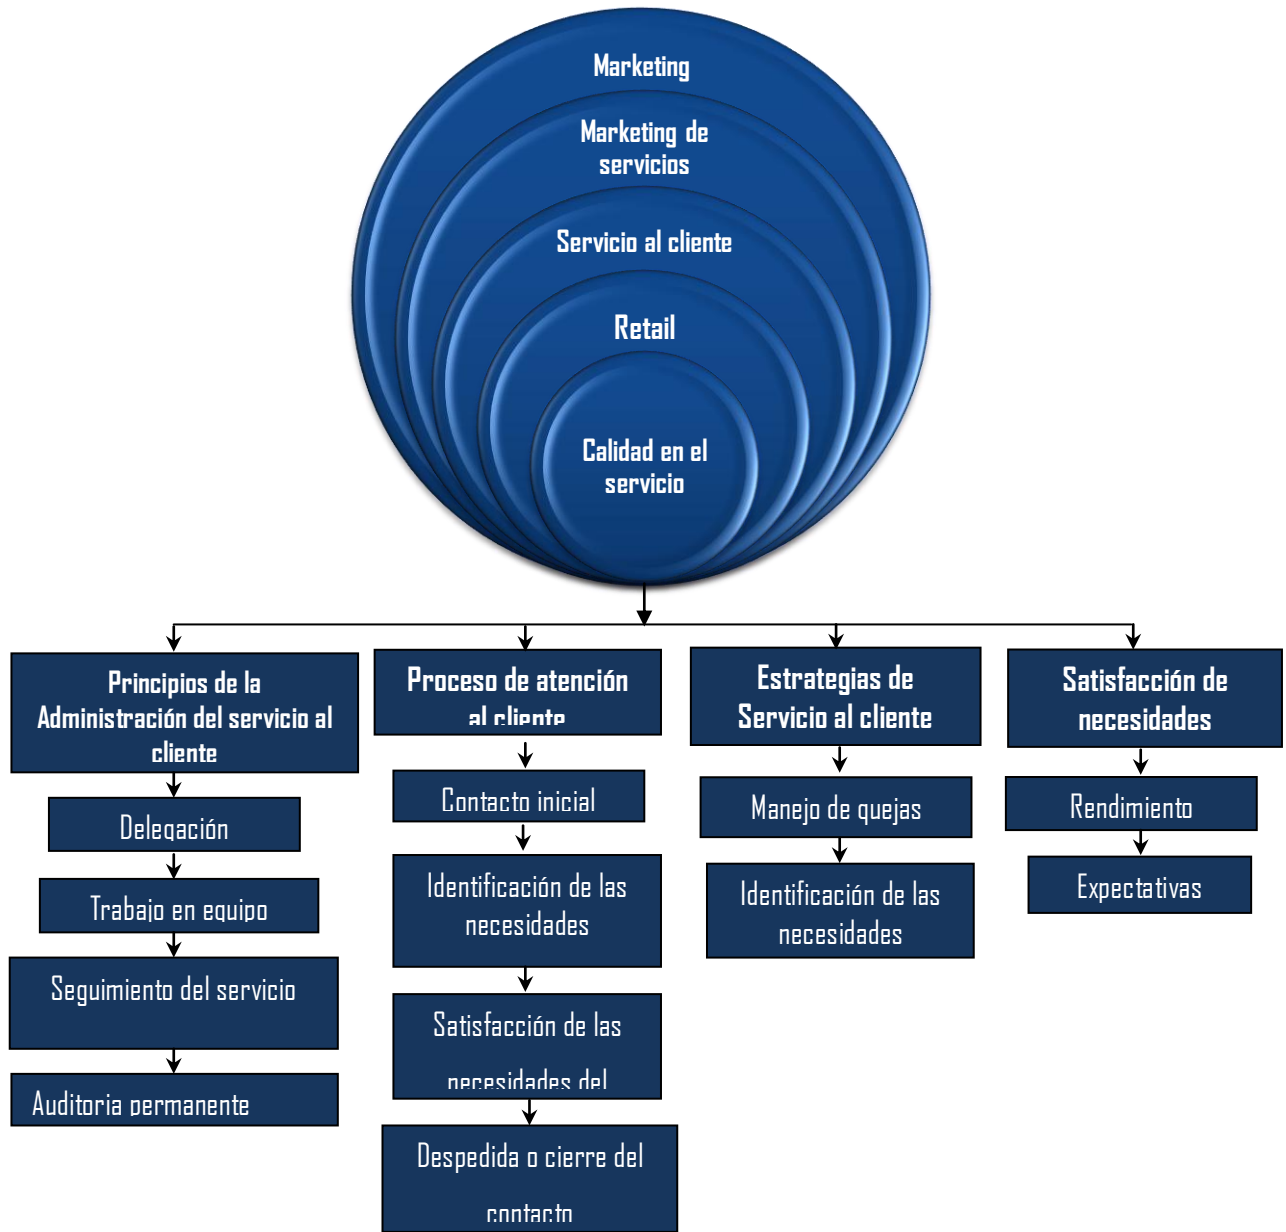 Marketing
Marketing de
servicios
Servicio al cliente
Retail
Calidad en el
servicio
Principios de la
Administración del servicio al
cliente
Delegación
Trabajo en equipo
Seguimiento del servicio
Auditoria permanente
Proceso de atención
al cliente
Contacto inicial
Identificación de las
necesidades
Satisfacción de las
necesidades del
Despedida o cierre del
contacto
Estrategias de
Servicio al cliente
Manejo de quejas
Identificación de las
necesidades
Satisfacción de
necesidades
Rendimiento
Expectativas